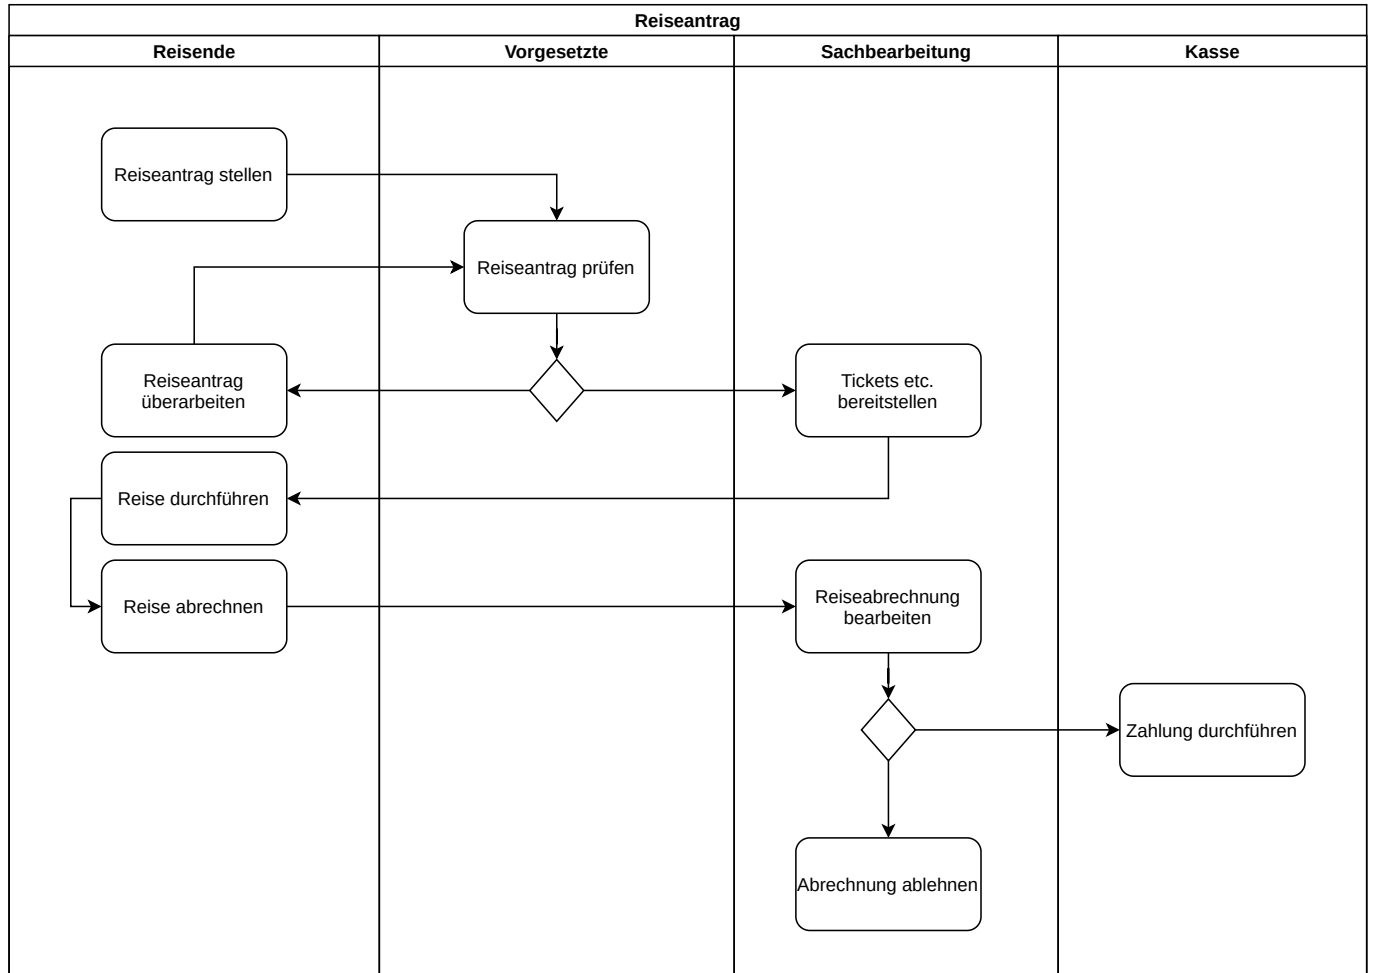 Reiseantrag
Reisende
Vorgesetzte
Sachbearbeitung
Kasse
Reiseantrag stellen
Reiseantrag prüfen
Reiseantrag
überarbeiten
Tickets etc.
bereitstellen
Reise durchführen
Reise abrechnen
Reiseabrechnung
bearbeiten
Zahlung durchführen
Abrechnung ablehnen